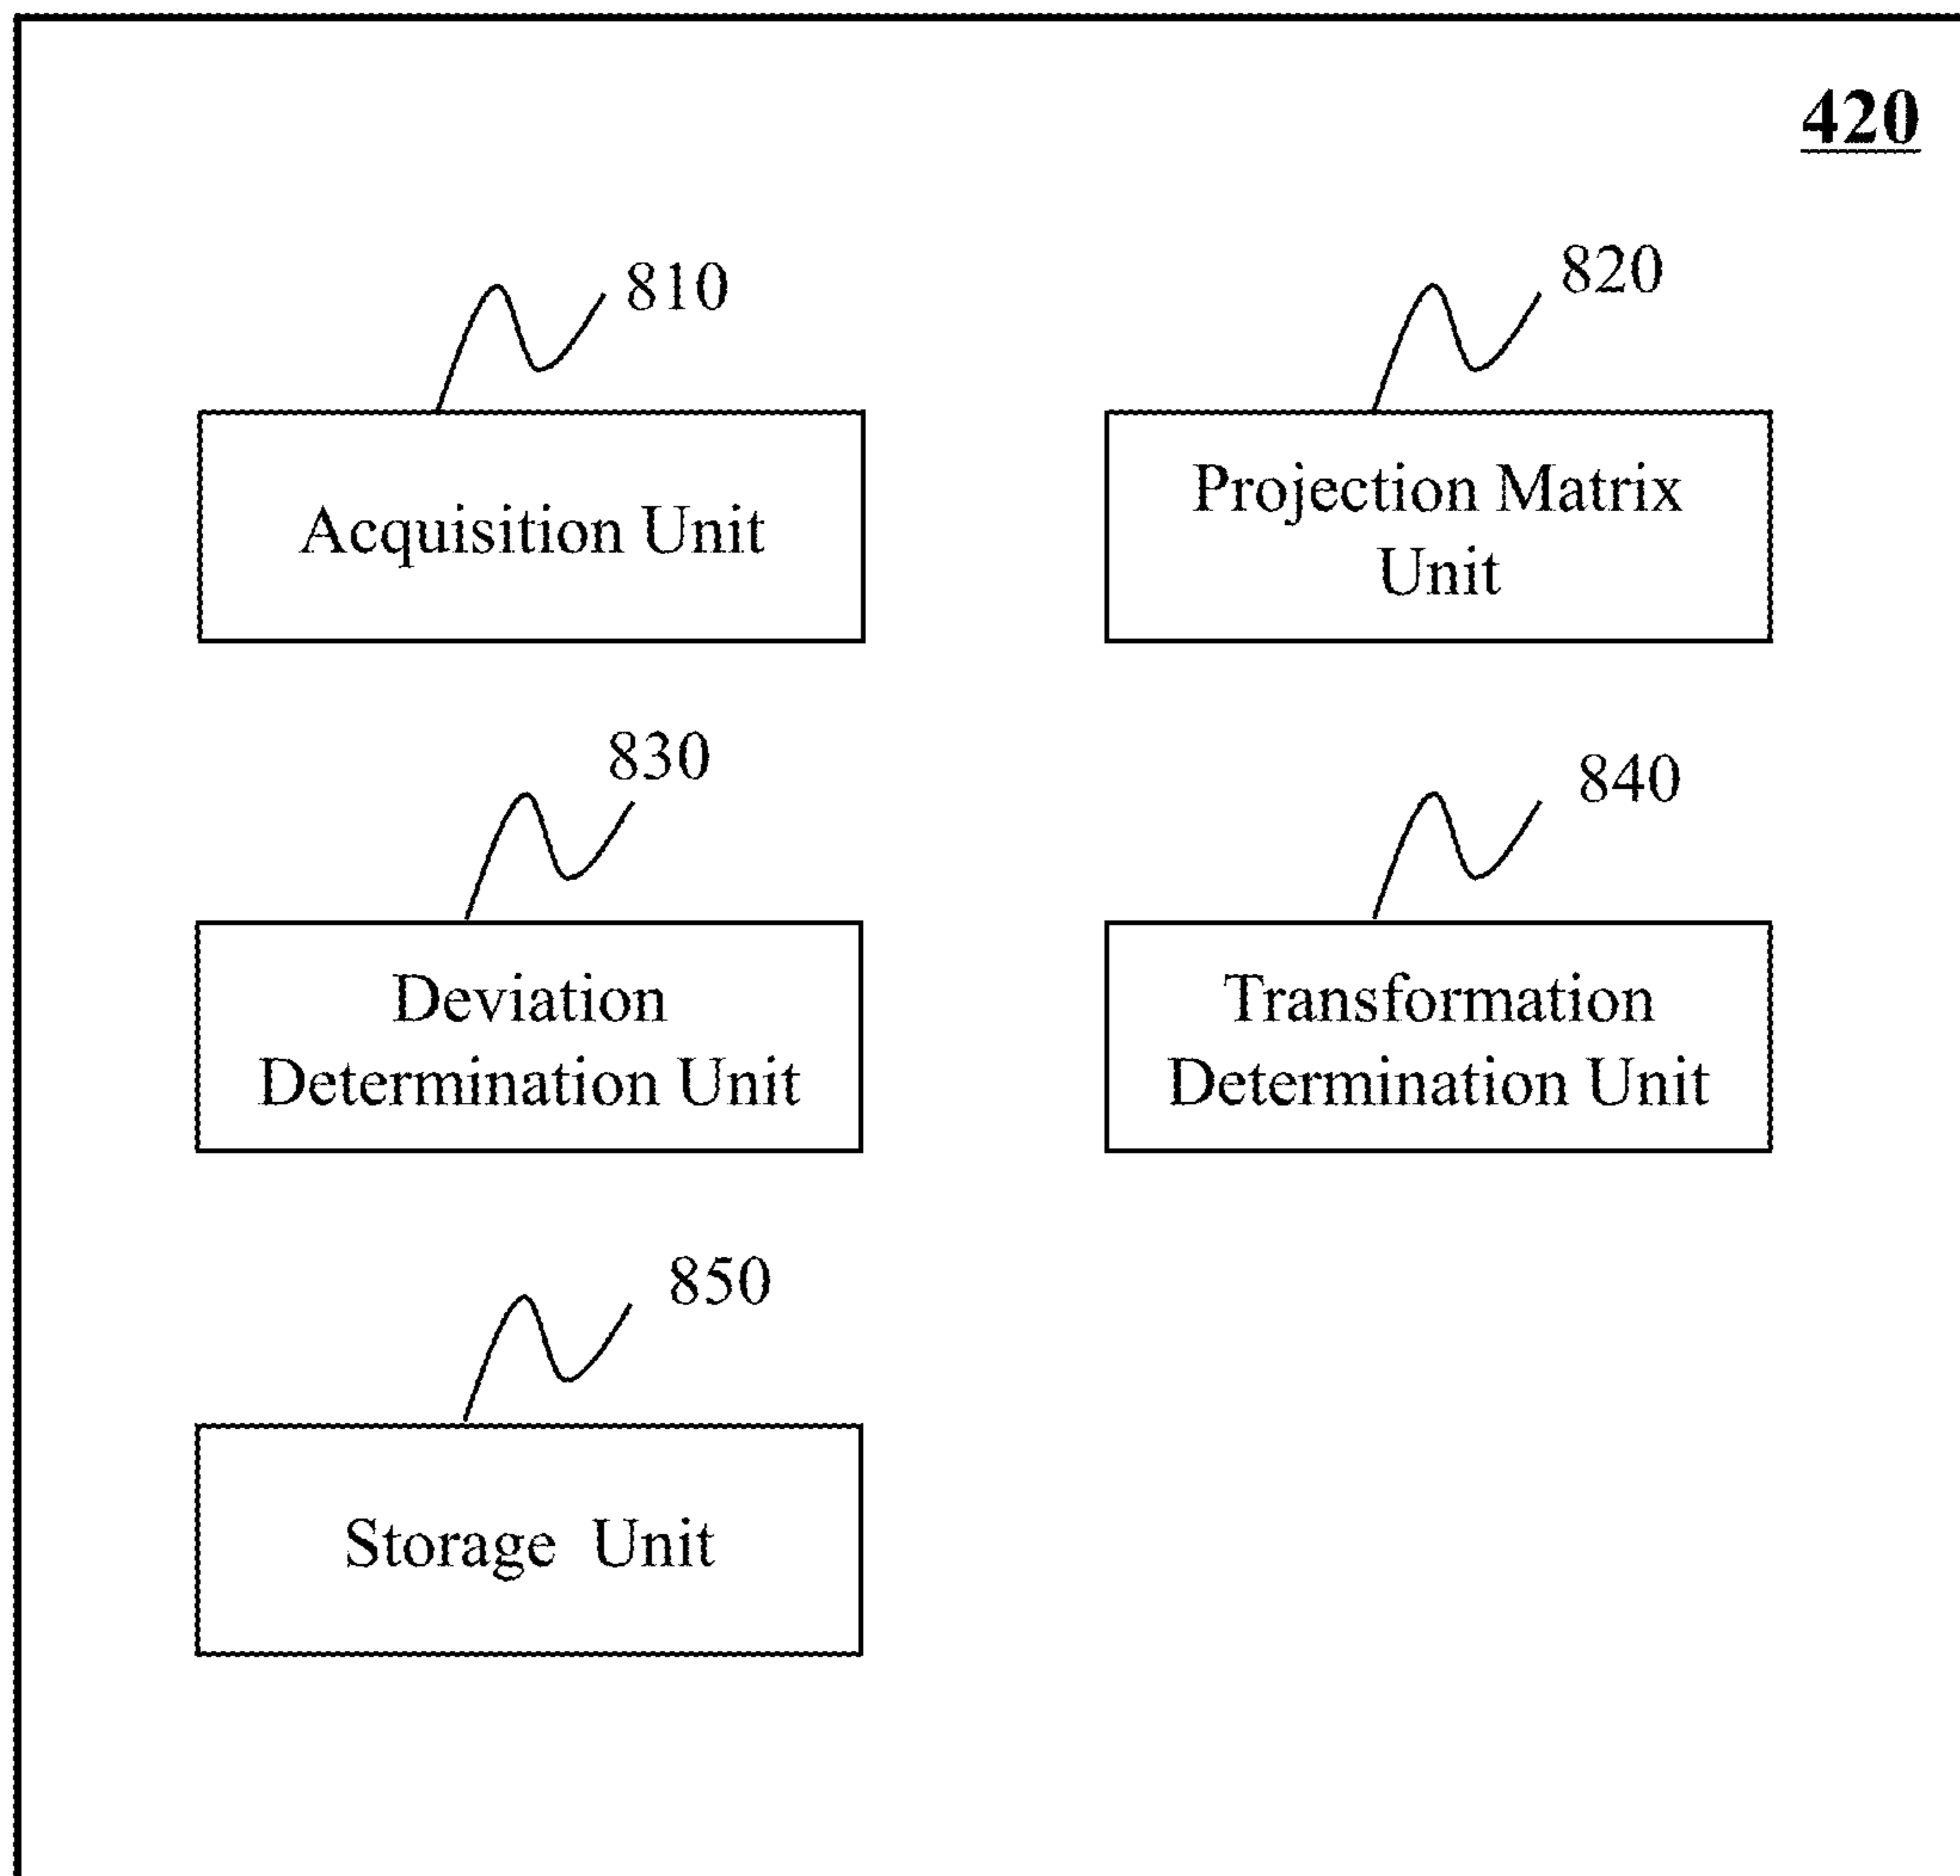 420
810
820
Acquisition Unit
Projection Matrix
Unit
830
840
Deviation
Determination Unit
Transformation
Determination Unit
850
Storage Unit